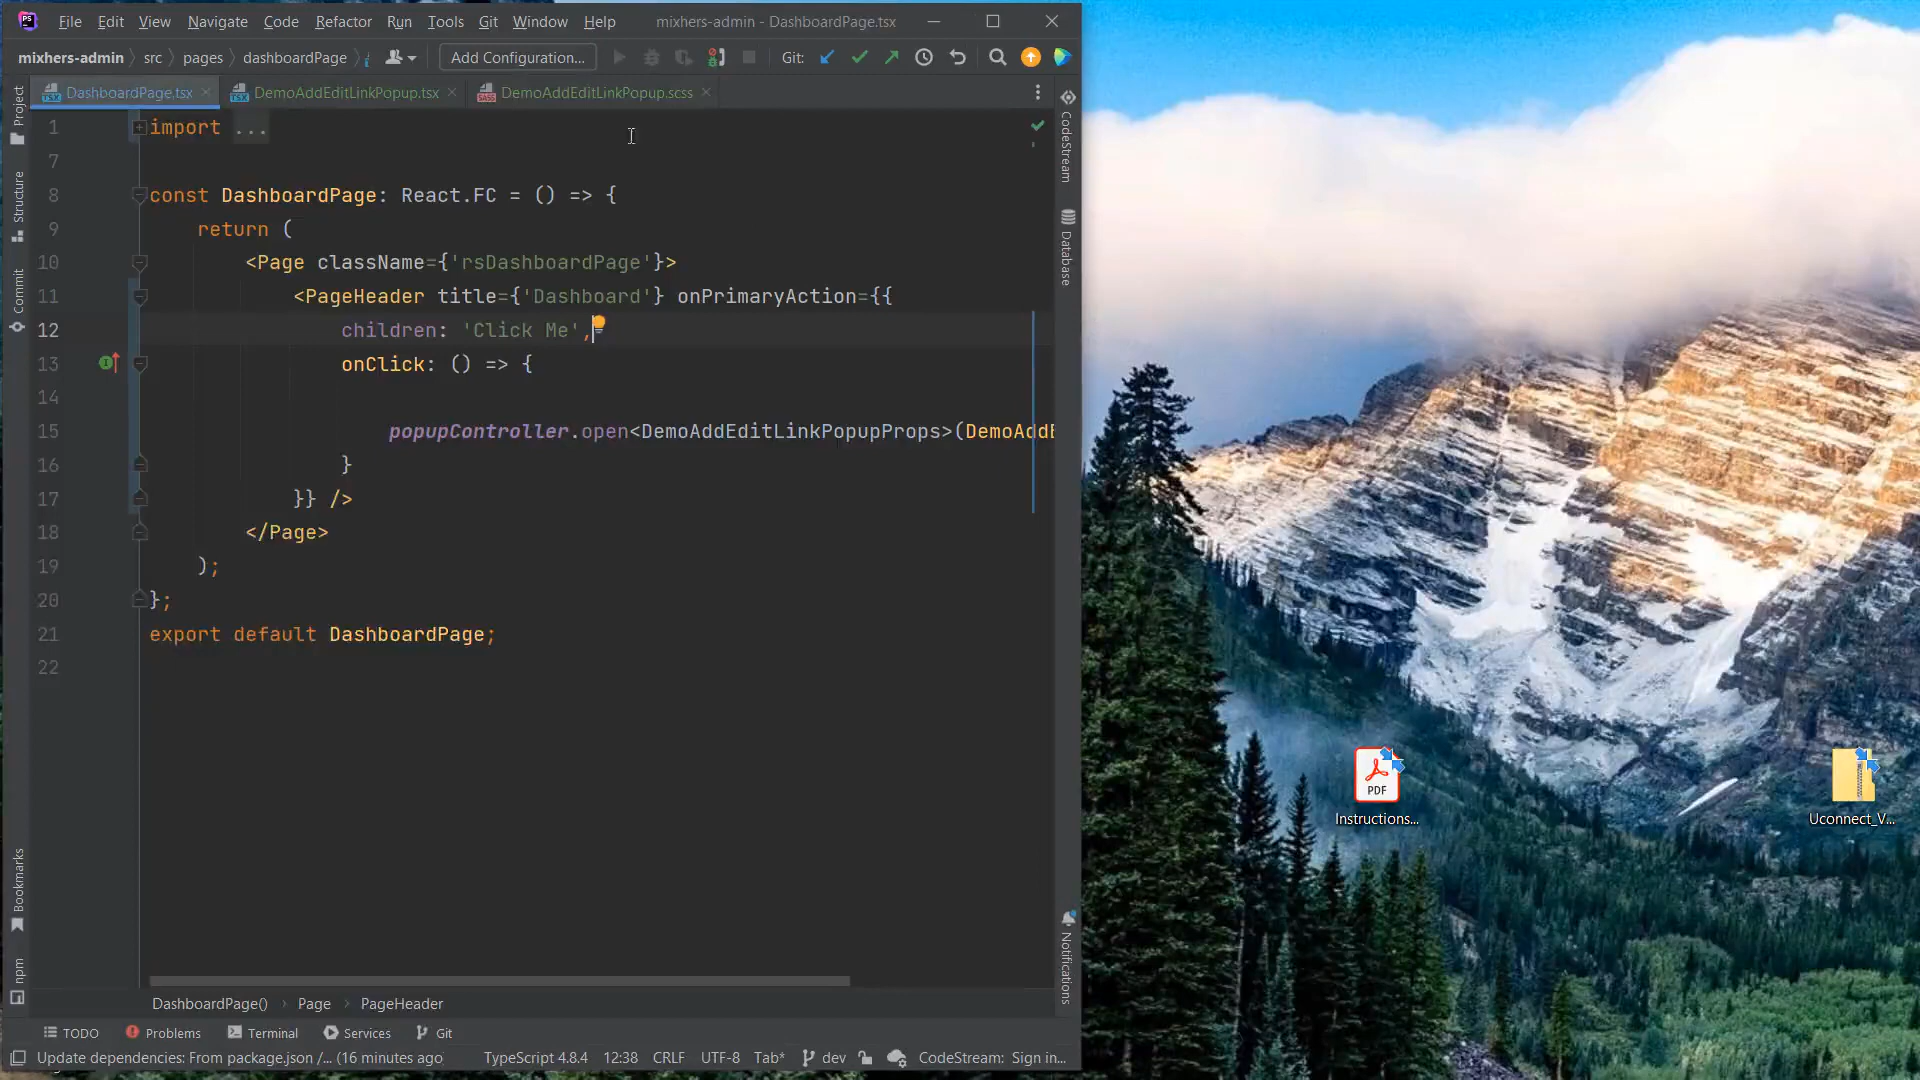 PS File Edit View Navigate Code Refactor Run Tools Git Window Help mixhers-admin - DashboardPage.tsx
mixhers-admin src pages dashboardPage Add Configuration... Git:
DashboardPage.tsx DemoAddEditLinkPopup.tsx DemoAddEditLinkPopup.scss
Project
Structure
Commit
Bookmarks
npm
1 import ...
7
8 const DashboardPage: React.FC = () => {
9 return (
10 <Page className={'rsDashboardPage'}>
11 <PageHeader title={'Dashboard'} onPrimaryAction={{
12 children: 'Click Me',
13 onClick: () => {
14
15 popupController.open<DemoAddEditLinkPopupProps>(DemoAddE
16 }
17 }} />
18 </Page>
19 );
20 };
21 export default DashboardPage;
22
CodeStream
Database
Notifications
DashboardPage() Page PageHeader
TODO Problems Terminal Services Git
Update dependencies: From package.json /... (16 minutes ago TypeScript 4.8.4 12:38 CRLF UTF-8 Tab* dev CodeStream: Sign in...
PDF
Instructions...
Uconnect_V...